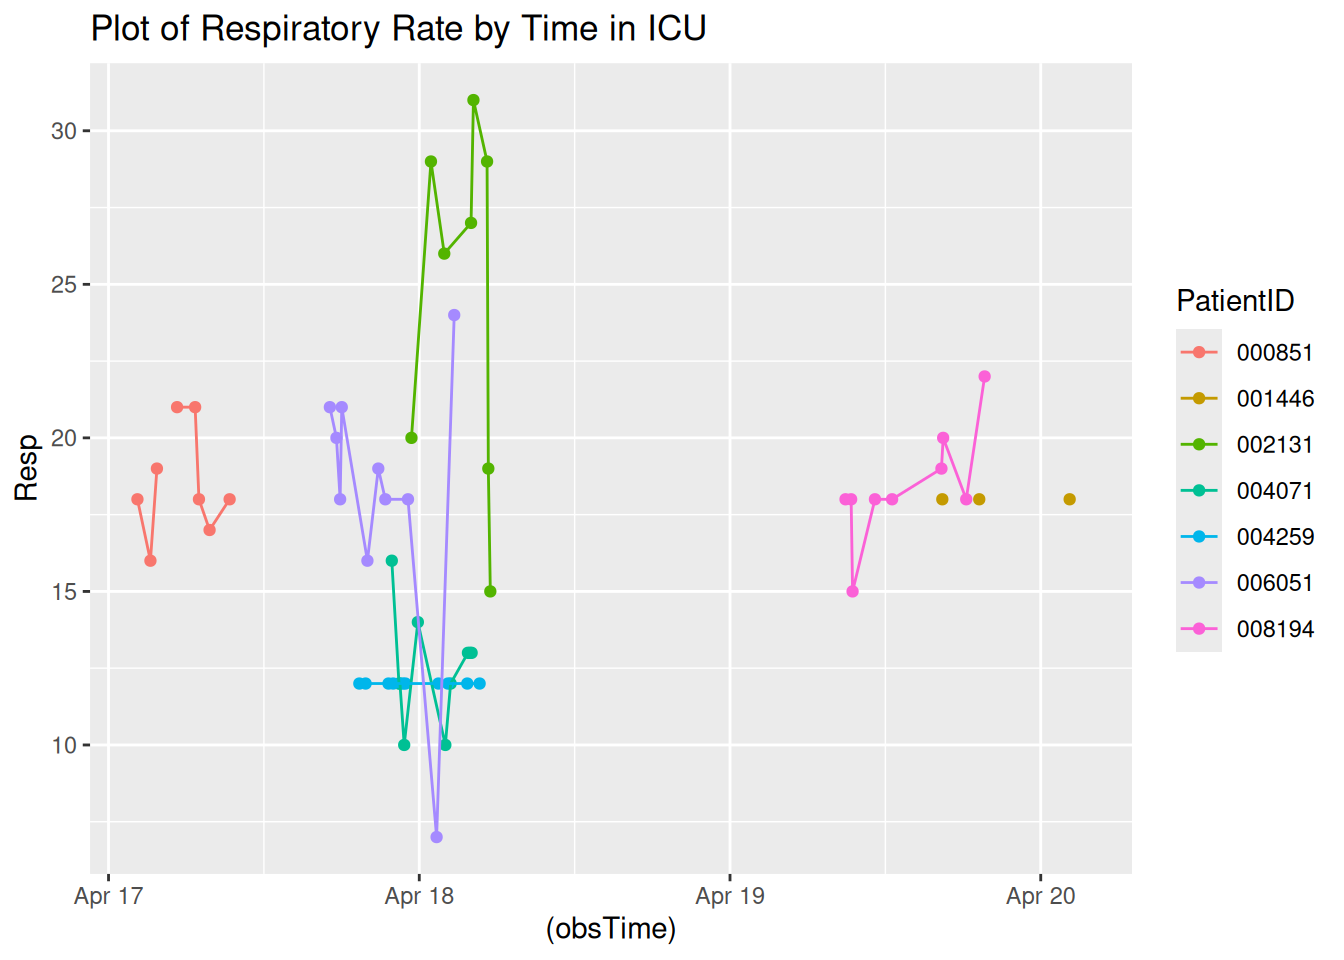 Plot of Respiratory Rate by Time in ICU
Resp
30
25
20
15
10
Apr 17
Apr 18
Apr 19
Apr 20
(obsTime)
PatientID
000851
001446
002131
004071
004259
006051
008194